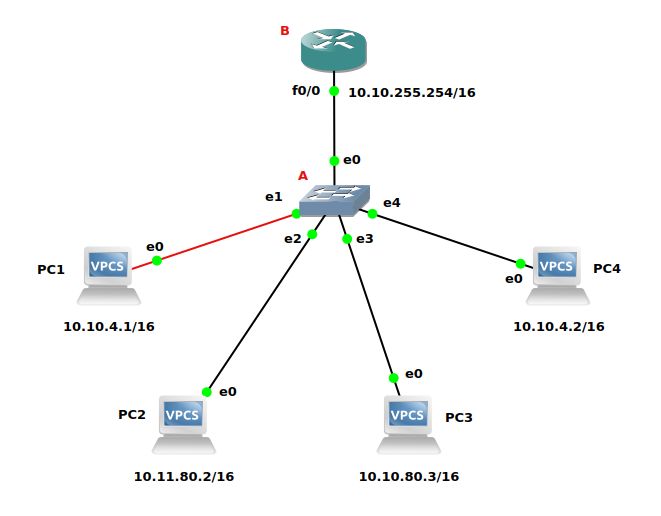 B
f0/0
10.10.255.254/16
e0
A
e1
e4
e2
e3
e0
PC1
VPCS
10.10.4.1/16
e0
VPCS
PC4
10.10.4.2/16
e0
PC2
VPCS
10.11.80.2/16
e0
VPCS
PC3
10.10.80.3/16